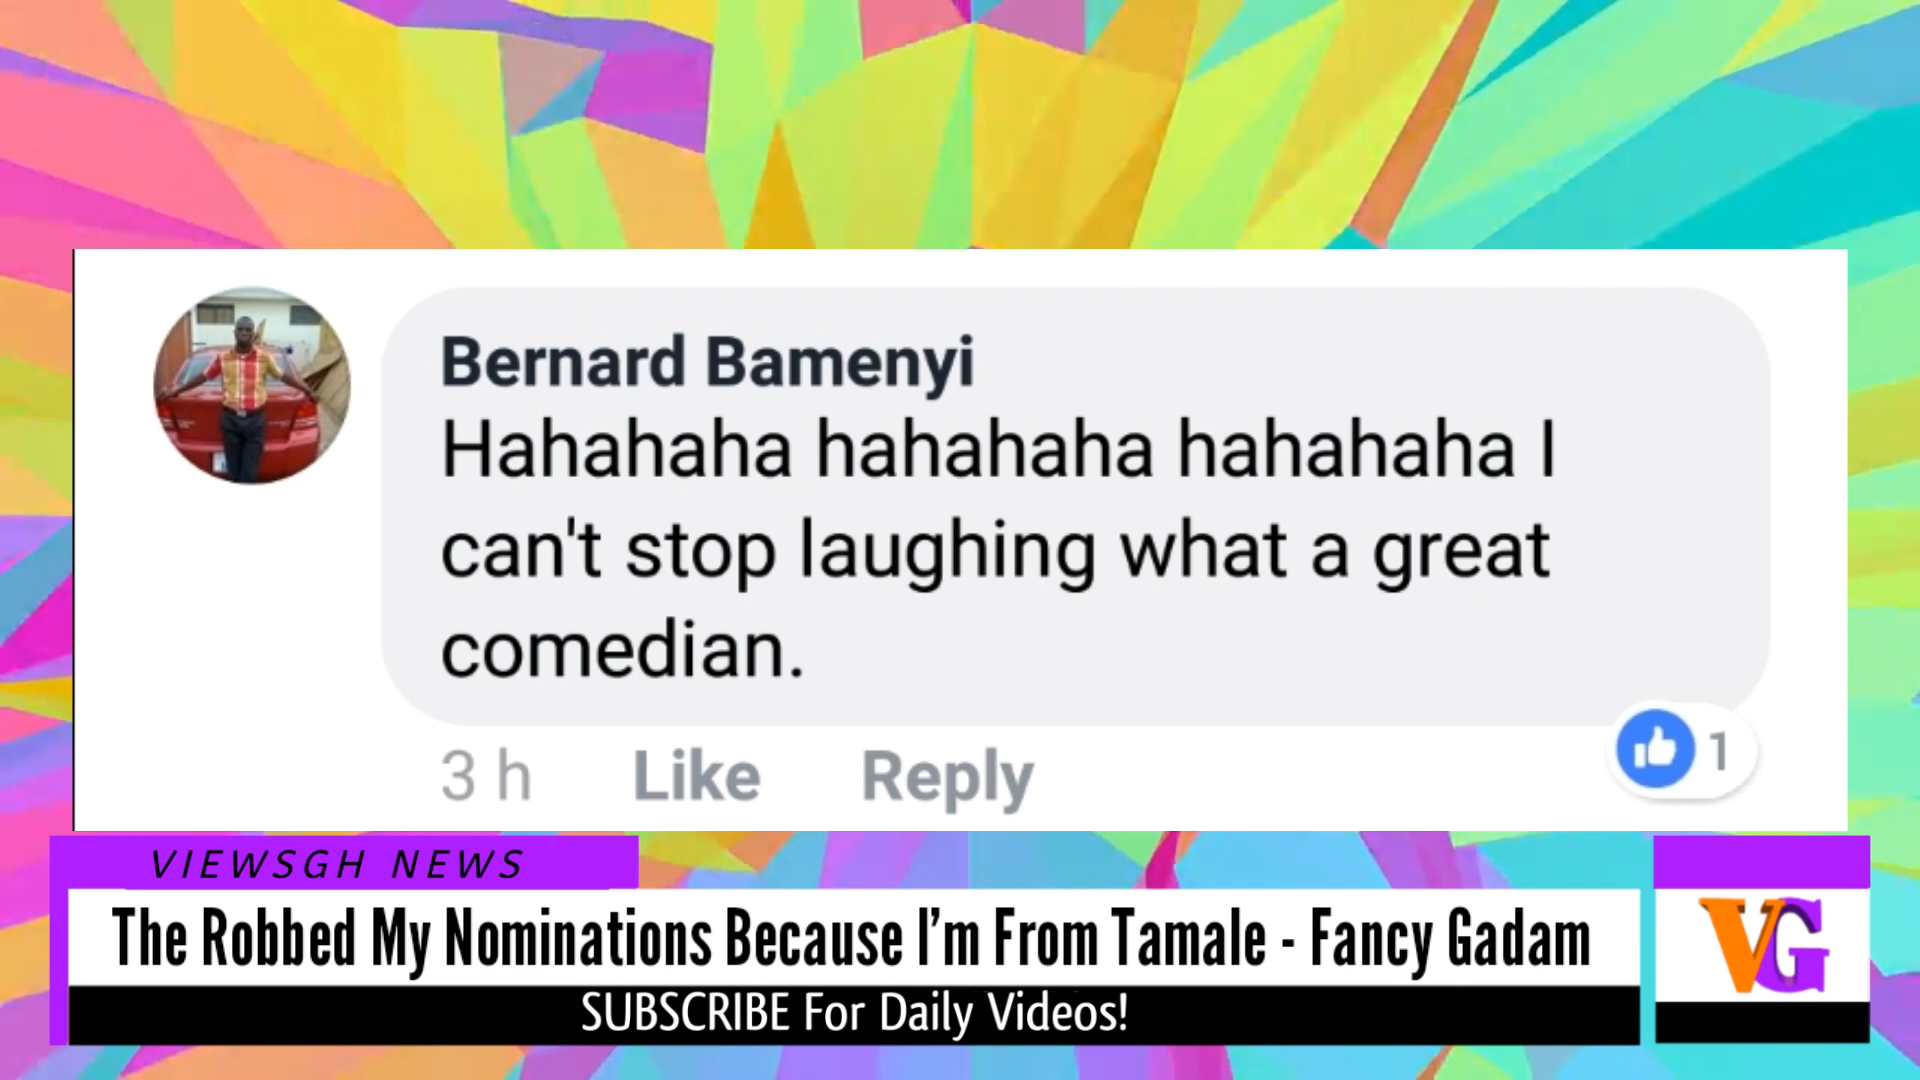 Bernard Bamenyi
Hahahaha hahahaha hahahaha I
can't stop laughing what a great
comedian.
3 h Like Reply 1
VIEWSGH NEWS
The Robbed My Nominations Because I'm From Tamale - Fancy Gadam
VG
SUBSCRIBE For Daily Videos!